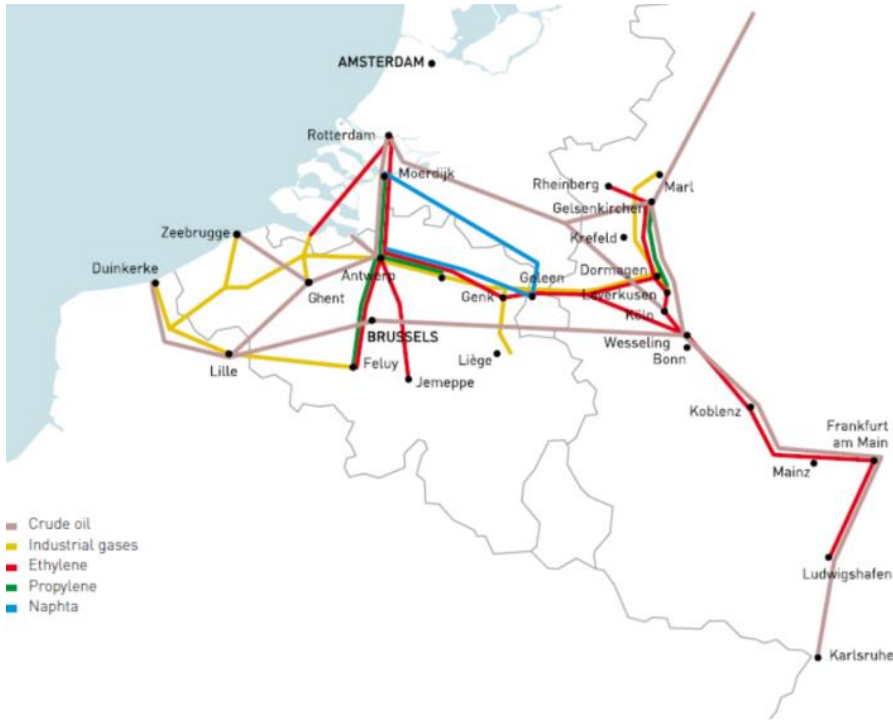 AMSTERDAM
Rotterdam
Moerdijk
Rheinberg
Marl
Gelsenkirchen
Zeebrugge
Krefeld
Duinkerke
Antwerp
Geleen
Dormagen
Ghent
Genk
Leverkusen
Köln
BRUSSELS
Wesseling
Lille
Feluy
Liège
Bonn
Jemeppe
Koblenz
Frankfurt
am Main
Mainz
Crude oil
Industrial gases
Ethylene
Propylene
Naphta
Ludwigshafen
Karlsruhe